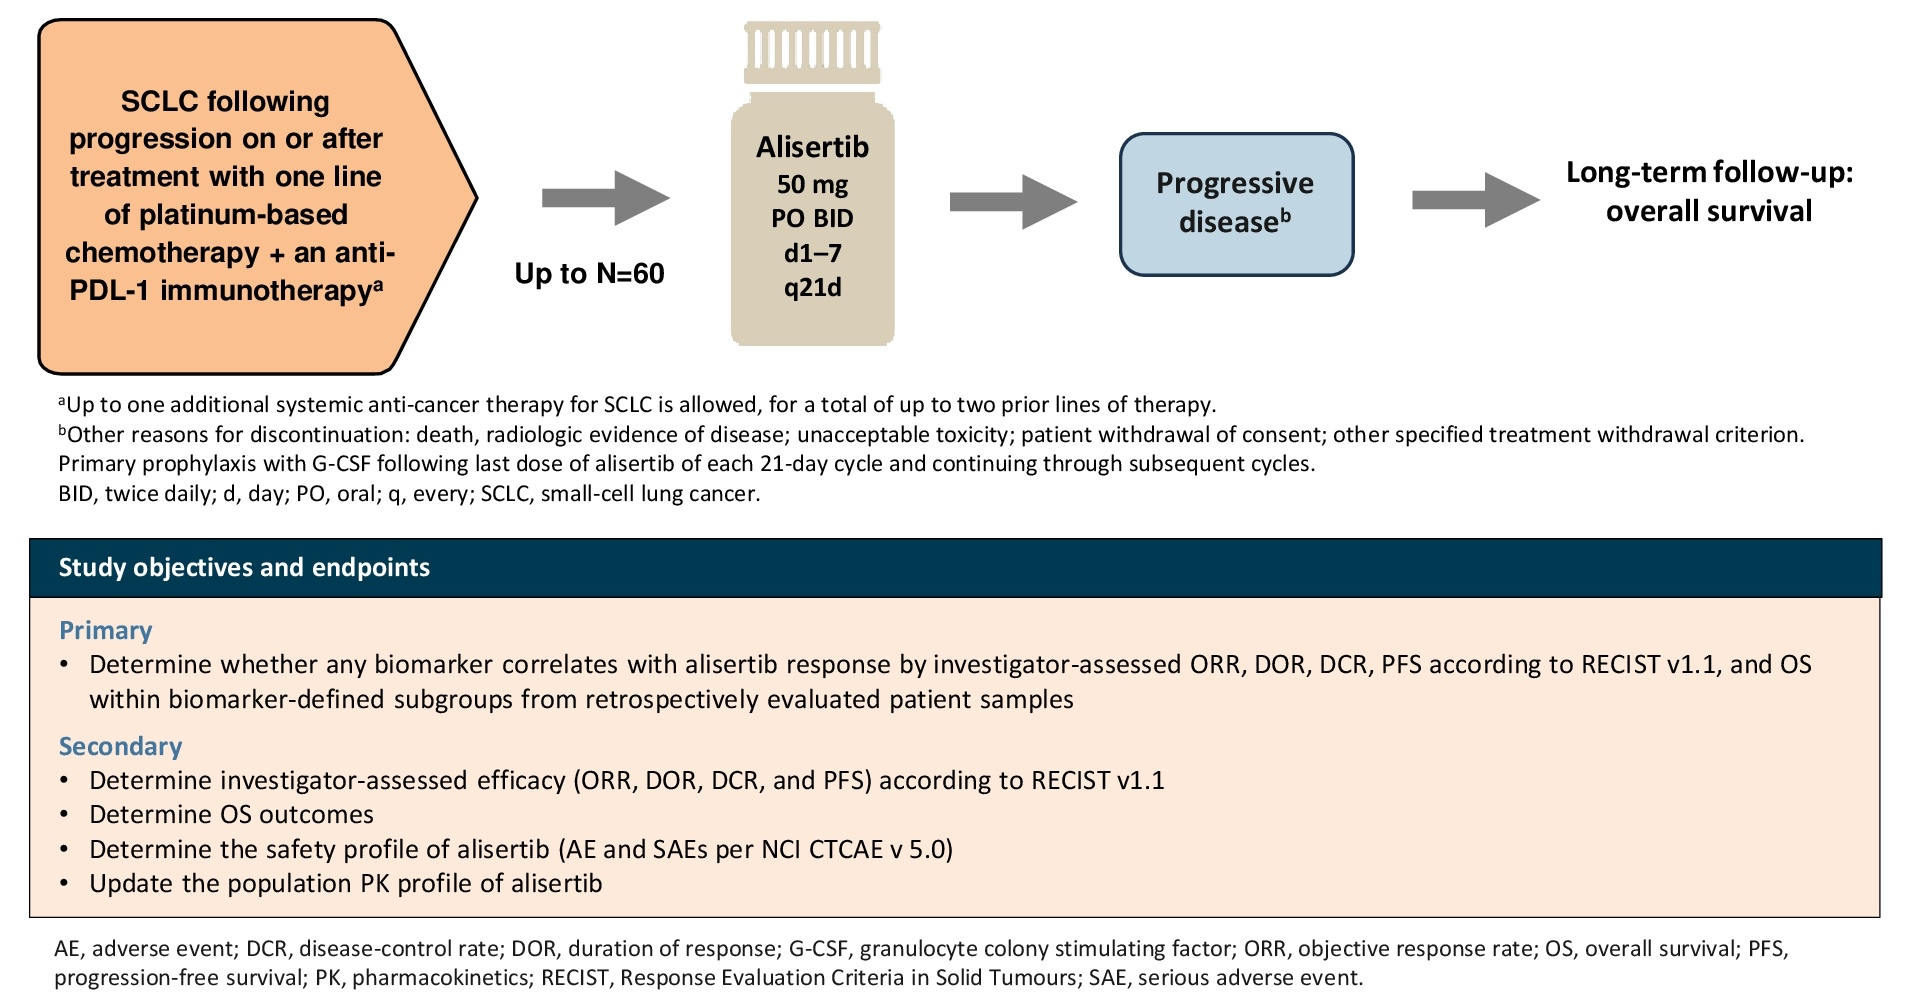 SCLC following
progression on or after
treatment with one line
of platinum-based
chemotherapy + an anti-
PDL-1 immunotherapyᵃ
Up to N=60
Alisertib
50 mg
PO BID
d1–7
q21d
Progressive
diseaseᵇ
Long-term follow-up:
overall survival
ᵃUp to one additional systemic anti-cancer therapy for SCLC is allowed, for a total of up to two prior lines of therapy.
ᵇOther reasons for discontinuation: death, radiologic evidence of disease; unacceptable toxicity; patient withdrawal of consent; other specified treatment withdrawal criterion.
Primary prophylaxis with G-CSF following last dose of alisertib of each 21-day cycle and continuing through subsequent cycles.
BID, twice daily; d, day; PO, oral; q, every; SCLC, small-cell lung cancer.
Study objectives and endpoints
Primary
• Determine whether any biomarker correlates with alisertib response by investigator-assessed ORR, DOR, DCR, PFS according to RECIST v1.1, and OS
within biomarker-defined subgroups from retrospectively evaluated patient samples
Secondary
• Determine investigator-assessed efficacy (ORR, DOR, DCR, and PFS) according to RECIST v1.1
• Determine OS outcomes
• Determine the safety profile of alisertib (AE and SAEs per NCI CTCAE v 5.0)
• Update the population PK profile of alisertib
AE, adverse event; DCR, disease-control rate; DOR, duration of response; G-CSF, granulocyte colony stimulating factor; ORR, objective response rate; OS, overall survival; PFS,
progression-free survival; PK, pharmacokinetics; RECIST, Response Evaluation Criteria in Solid Tumours; SAE, serious adverse event.